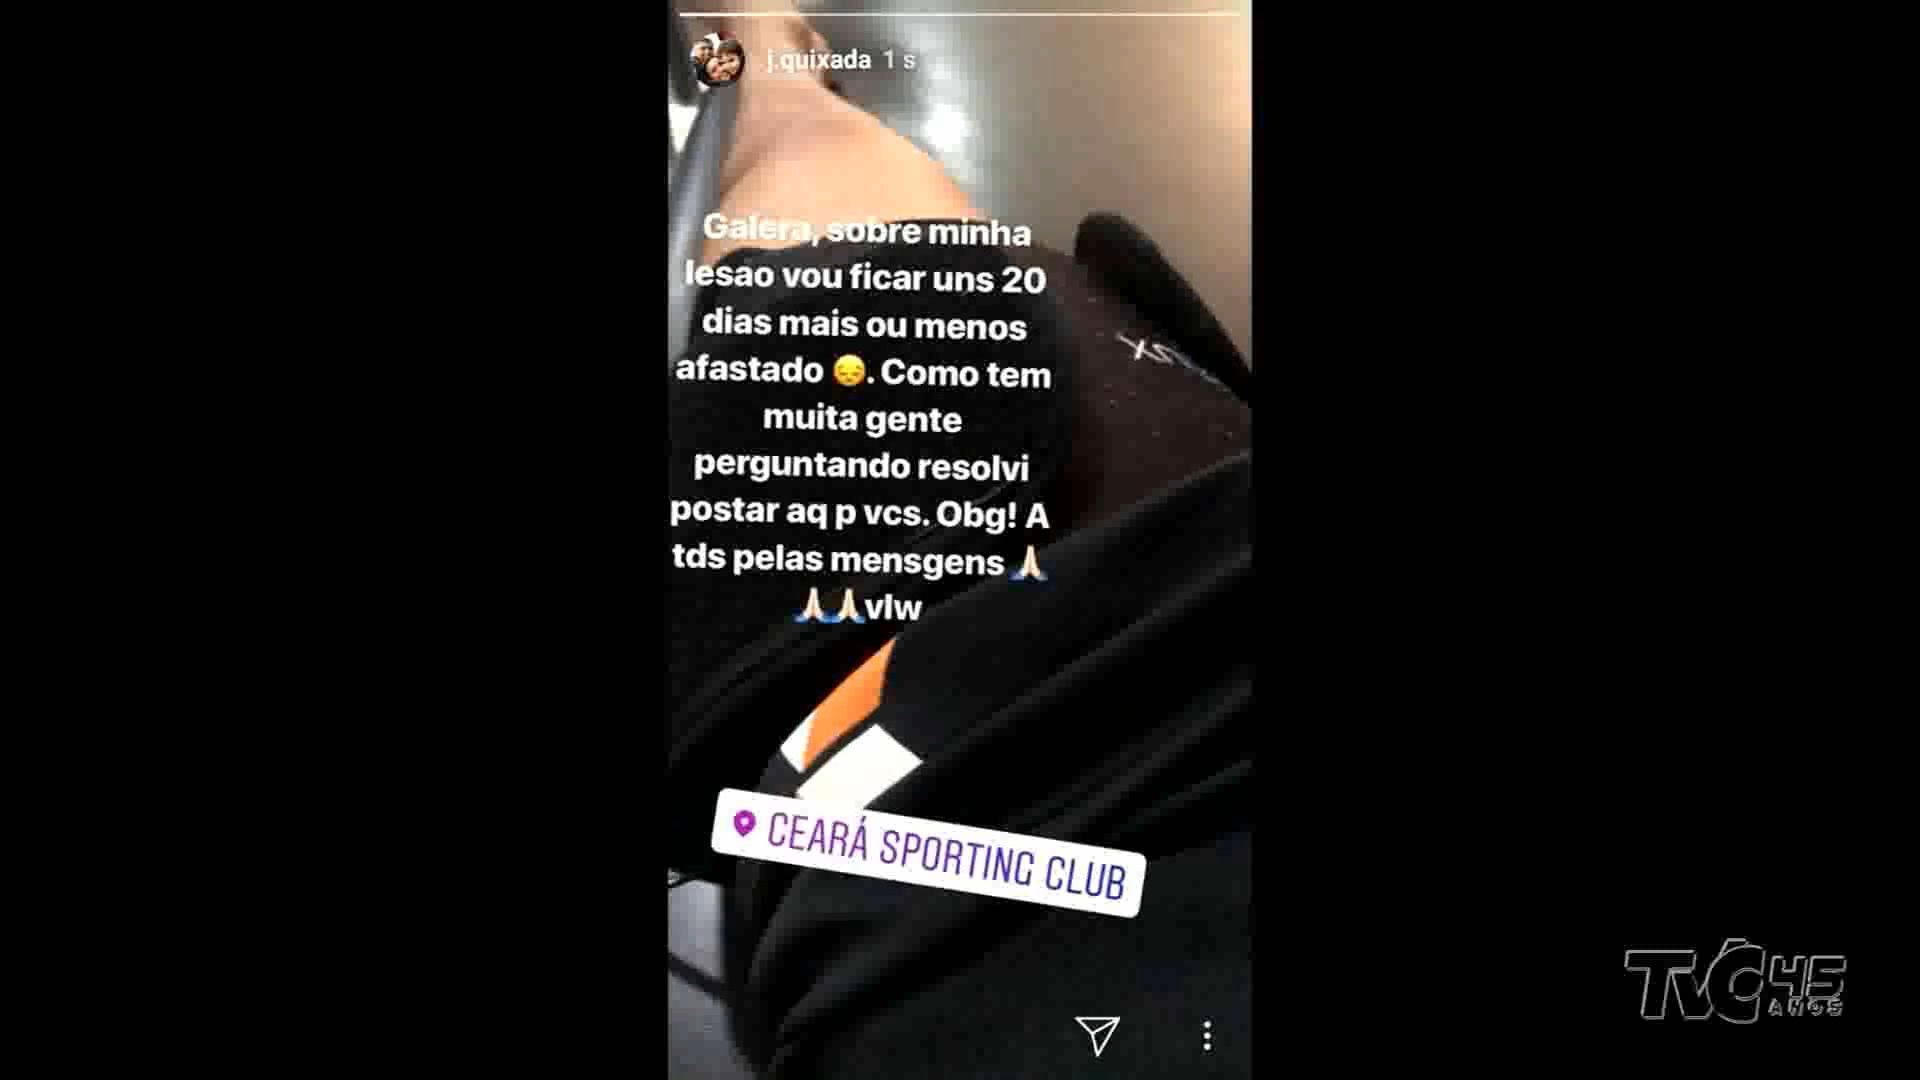 j.quixada 1 s
Galera, sobre minha
lesao vou ficar uns 20
dias mais ou menos
afastado 😔. Como tem
muita gente
perguntando resolvi
postar aq p vcs. Obg! A
tds pelas mensgens 🙏🏻
🙏🏻🙏🏻vlw
CEARÁ SPORTING CLUB
TVC 45
ANOS